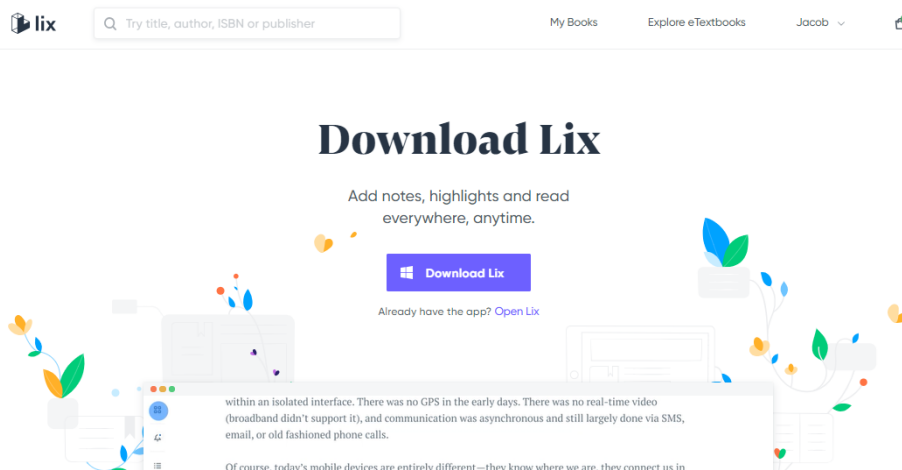 lix
Try title, author, ISBN or publisher
My Books
Explore eTextbooks
Jacob
Download Lix
Add notes, highlights and read
everywhere, anytime.
Download Lix
Already have the app? Open Lix
within an isolated interface. There was no GPS in the early days. There was no real-time video
(broadband didn't support it), and communication was asynchronous and still largely done via SMS,
email, or old fashioned phone calls.
Of course, today's mobile devices are entirely different—they know where we are, they connect us in